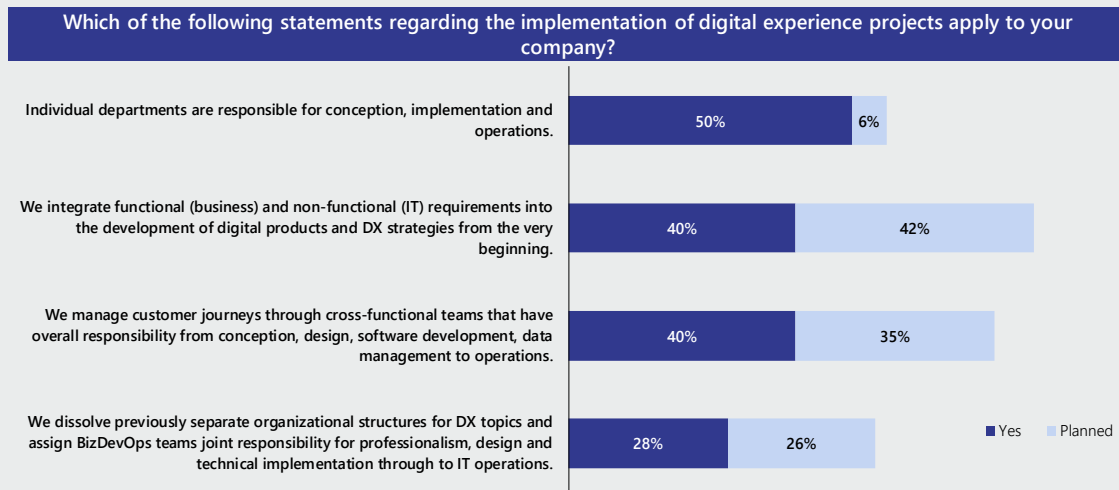 Which of the following statements regarding the implementation of digital experience projects apply to your
company?
Individual departments are responsible for conception, implementation and
operations.
50%
6%
We integrate functional (business) and non-functional (IT) requirements into
the development of digital products and DX strategies from the very
beginning.
40%
42%
We manage customer journeys through cross-functional teams that have
overall responsibility from conception, design, software development, data
management to operations.
40%
35%
We dissolve previously separate organizational structures for DX topics and
assign BizDevOps teams joint responsibility for professionalism, design and
technical implementation through to IT operations.
28%
26%
Yes
Planned